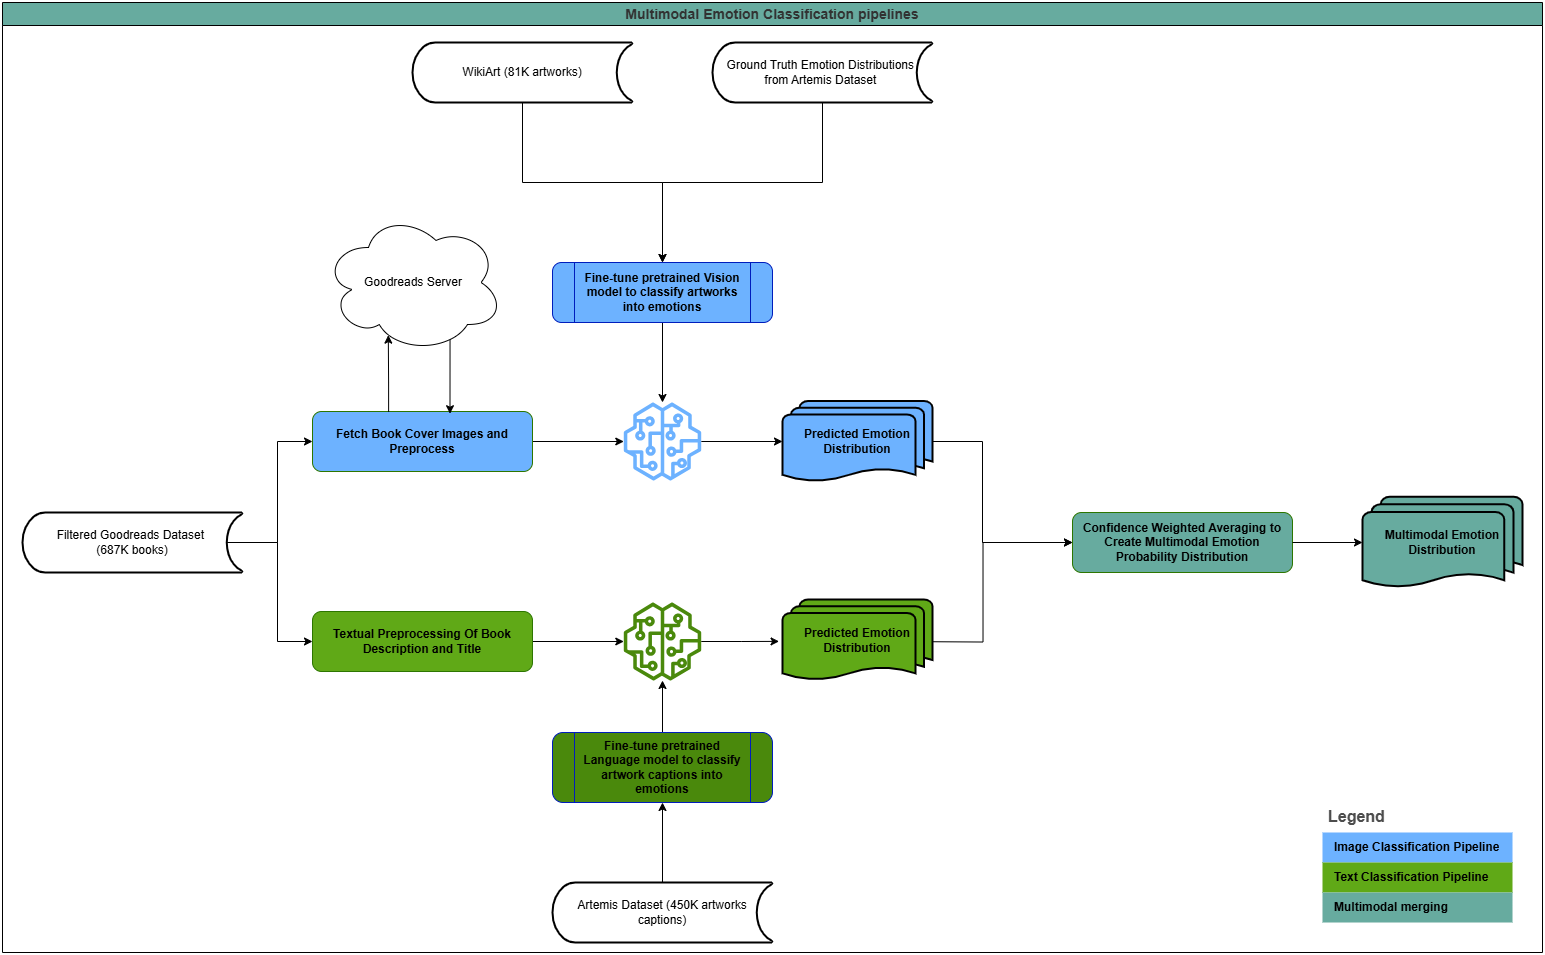 Multimodal Emotion Classification pipelines
WikiArt (81K artworks)
Ground Truth Emotion Distributions
from Artemis Dataset
Goodreads Server
Fine-tune pretrained Vision
model to classify artworks
into emotions
Fetch Book Cover Images and
Preprocess
Predicted Emotion
Distribution
Filtered Goodreads Dataset
(687K books)
Confidence Weighted Averaging to
Create Multimodal Emotion
Probability Distribution
Multimodal Emotion
Distribution
Textual Preprocessing Of Book
Description and Title
Predicted Emotion
Distribution
Fine-tune pretrained
Language model to classify
artwork captions into
emotions
Artemis Dataset (450K artworks
captions)
Legend
Image Classification Pipeline
Text Classification Pipeline
Multimodal merging